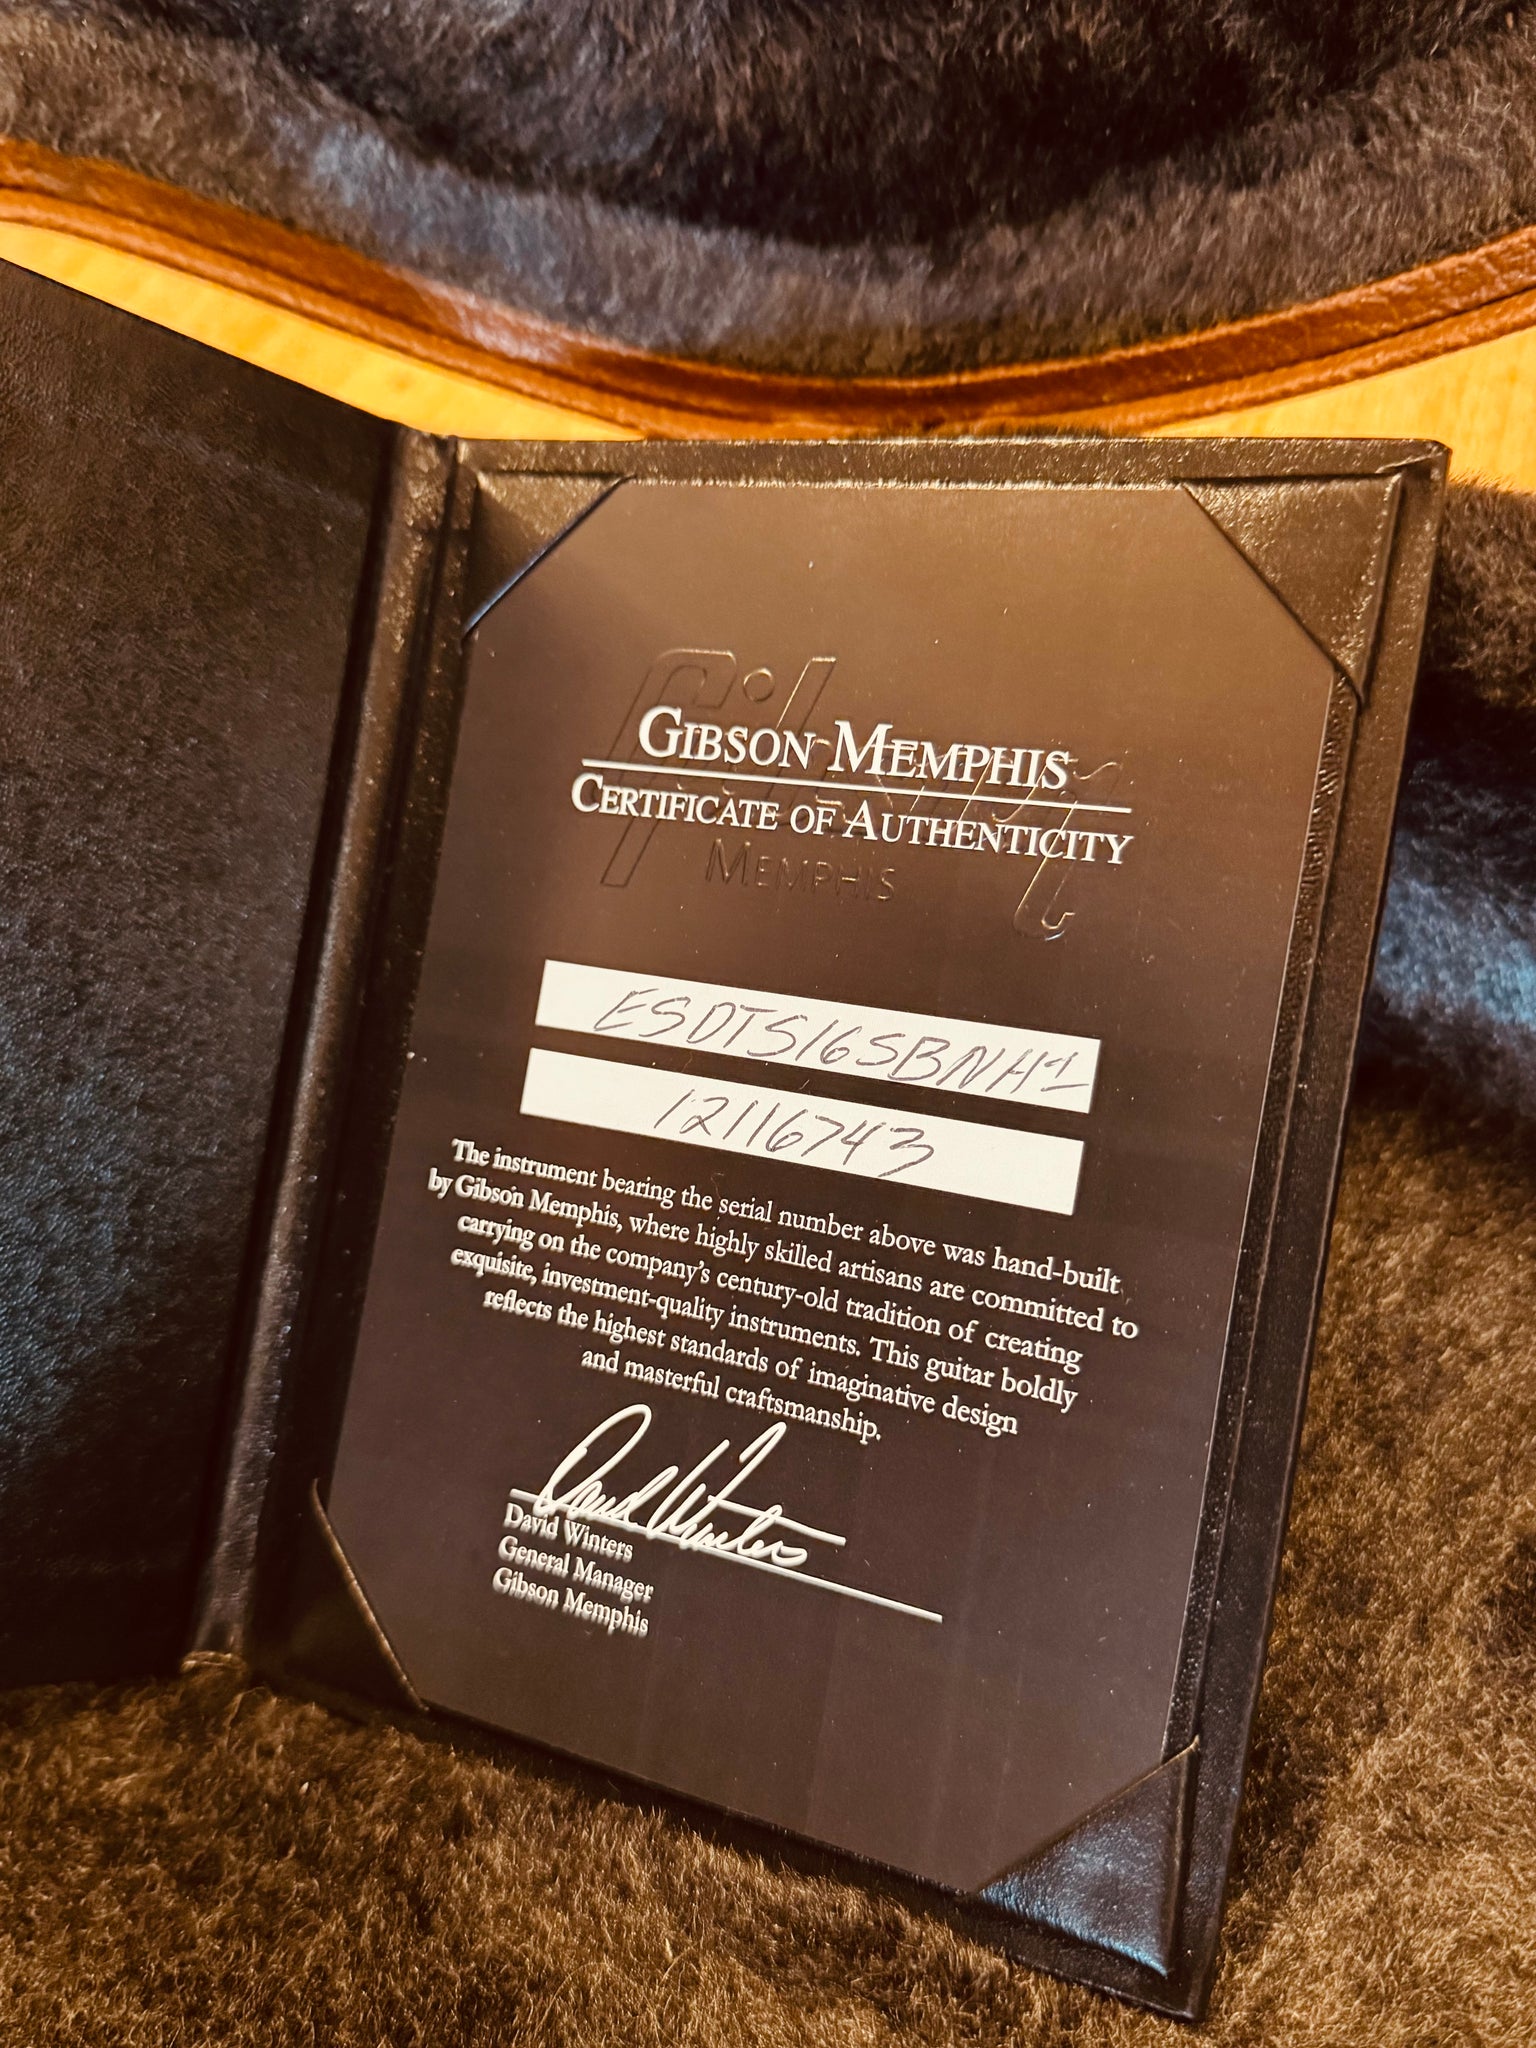 GIBSON MEMPHIS
CERTIFICATE OF AUTHENTICITY
Gibson
MEMPHIS
ESDTS16SBNH1
12116743
The instrument bearing the serial number above was hand-built
by Gibson Memphis, where highly skilled artisans are committed to
carrying on the company's century-old tradition of creating
exquisite, investment-quality instruments. This guitar boldly
reflects the highest standards of imaginative design
and masterful craftsmanship.
David Winters
David Winters
General Manager
Gibson Memphis